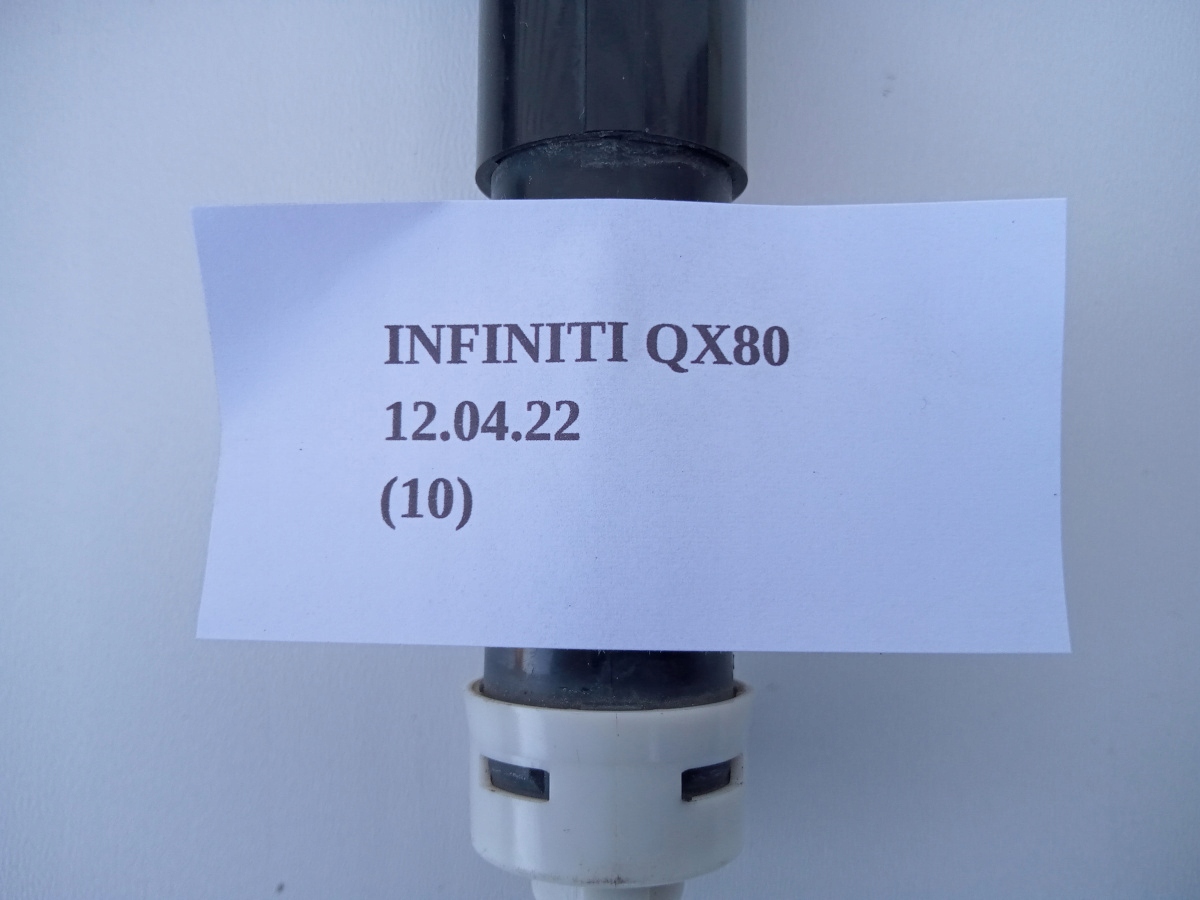 INFINITI QX80
12.04.22
(10)